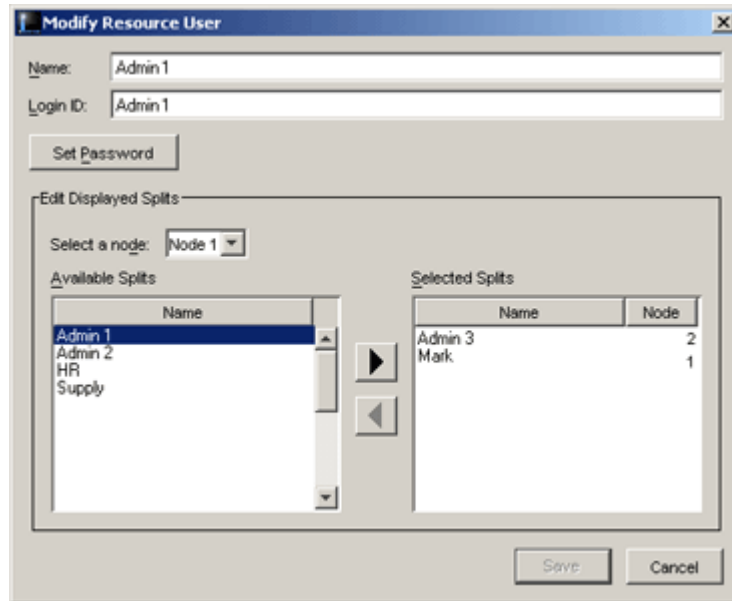 Modify Resource User
Name: Admin 1
Login ID: Admin 1
Set Password
Edit Displayed Splits
Select a node: Node 1
Available Splits
Name
Admin 1
Admin 2
HR
Supply
Selected Splits
Name Node
Admin 3 2
Mark 1
Save Cancel